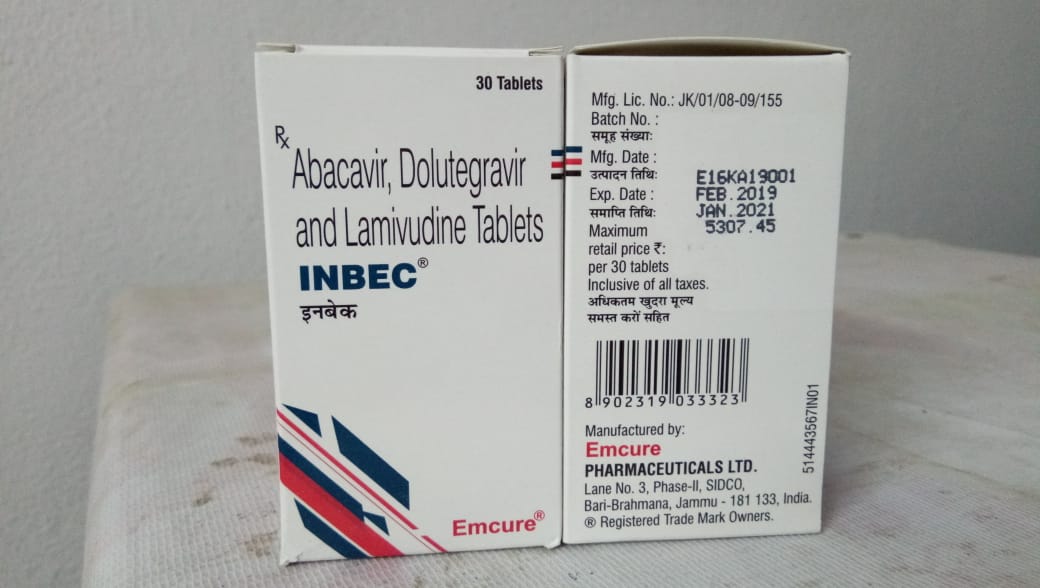 30 Tablets
Rx
Abacavir, Dolutegravir
and Lamivudine Tablets
INBEC®
इनबेक
Emcure®
Mfg. Lic. No.: JK/01/08-09/155
Batch No. :
समूह संख्याः
Mfg. Date :
उत्पादन तिथिः E16KA19001
Exp. Date : FEB.2019
समाप्ति तिथिः JAN.2021
Maximum 5307.45
retail price ₹:
per 30 tablets
Inclusive of all taxes.
अधिकतम खुदरा मूल्य
समस्त करों सहित
8 902319 033323
Manufactured by:
Emcure
PHARMACEUTICALS LTD.
Lane No. 3, Phase-II, SIDCO,
Bari-Brahmana, Jammu - 181 133, India.
® Registered Trade Mark Owners.
514443567IN01